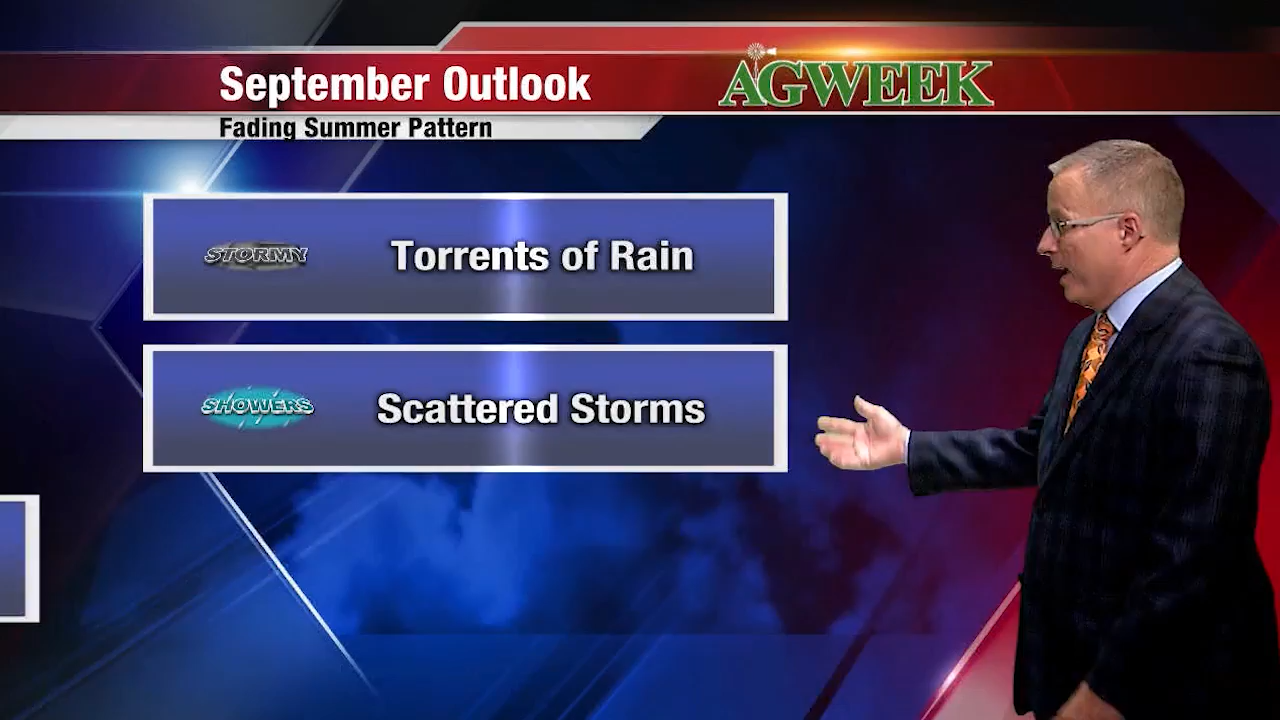 September Outlook
AGWEEK
Fading Summer Pattern
STORMY
Torrents of Rain
SHOWERS
Scattered Storms